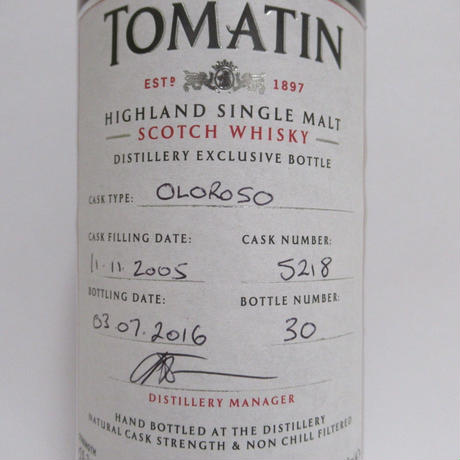 TOMATIN
ESTD 1897
HIGHLAND SINGLE MALT
SCOTCH WHISKY
DISTILLERY EXCLUSIVE BOTTLE
CASK TYPE: OLOROSO
CASK FILLING DATE: CASK NUMBER:
11.11.2005 5218
BOTTLING DATE: BOTTLE NUMBER:
03.07.2016 30
DISTILLERY MANAGER
HAND BOTTLED AT THE DISTILLERY
NATURAL CASK STRENGTH & NON CHILL FILTERED